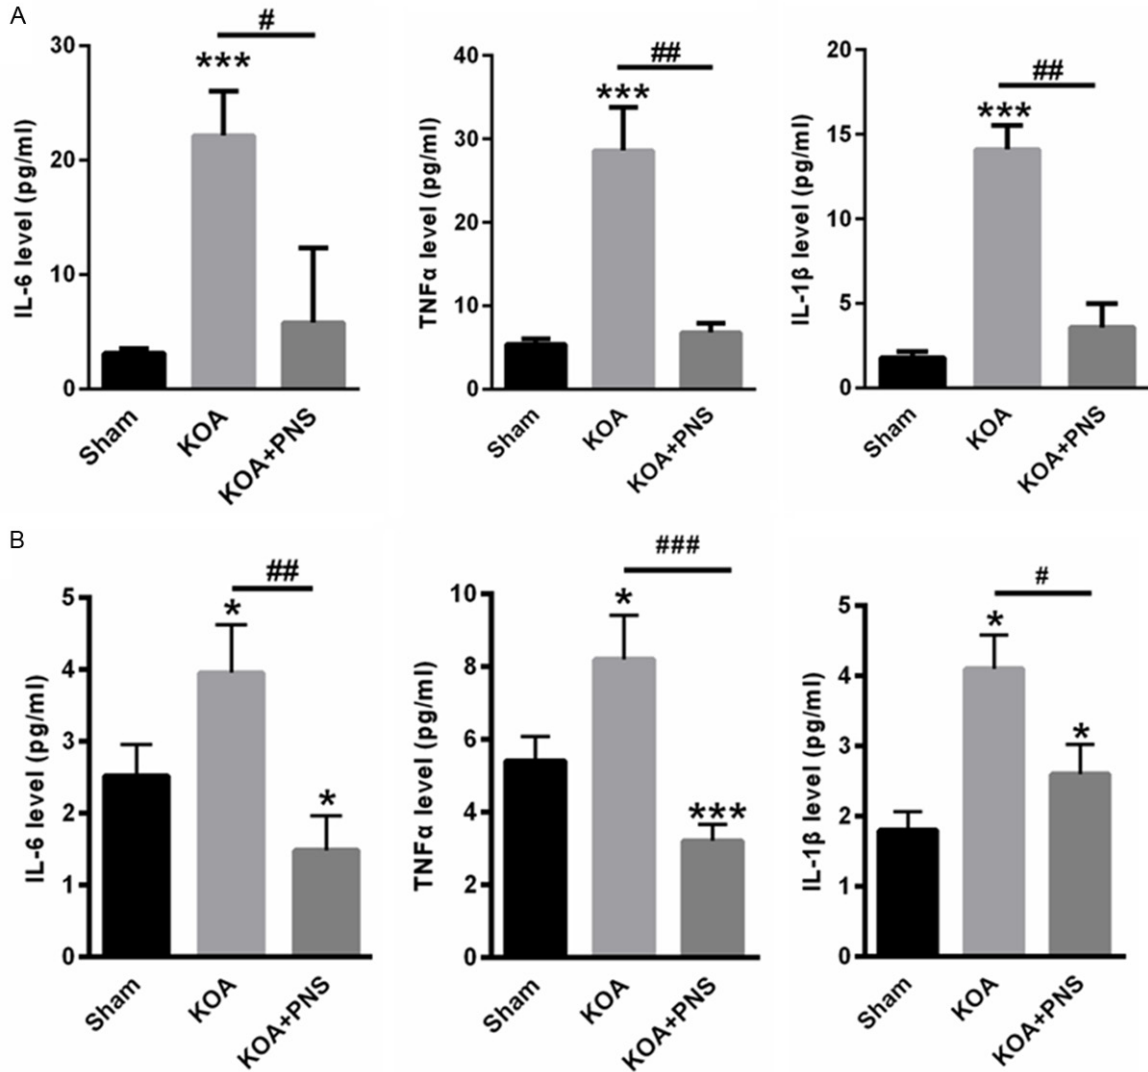 A
IL-6 level (pg/ml)
30
20
10
0
***
#
Sham
KOA
KOA+PNS
TNFα level (pg/ml)
40
30
20
10
0
***
##
Sham
KOA
KOA+PNS
IL-1β level (pg/ml)
20
15
10
5
0
***
##
Sham
KOA
KOA+PNS
B
IL-6 level (pg/ml)
5
4
3
2
1
0
*
##
*
Sham
KOA
KOA+PNS
TNFα level (pg/ml)
10
8
6
4
2
0
*
###
***
Sham
KOA
KOA+PNS
IL-1β level (pg/ml)
5
4
3
2
1
0
*
#
*
Sham
KOA
KOA+PNS